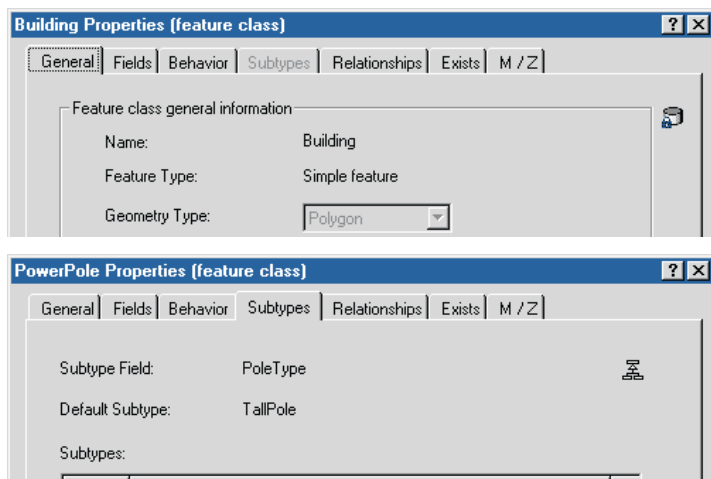 Building Properties (feature class)
General Fields Behavior Subtypes Relationships Exists M / Z
Feature class general information
Name: Building
Feature Type: Simple feature
Geometry Type: Polygon
PowerPole Properties (feature class)
General Fields Behavior Subtypes Relationships Exists M / Z
Subtype Field: PoleType
Default Subtype: TallPole
Subtypes: